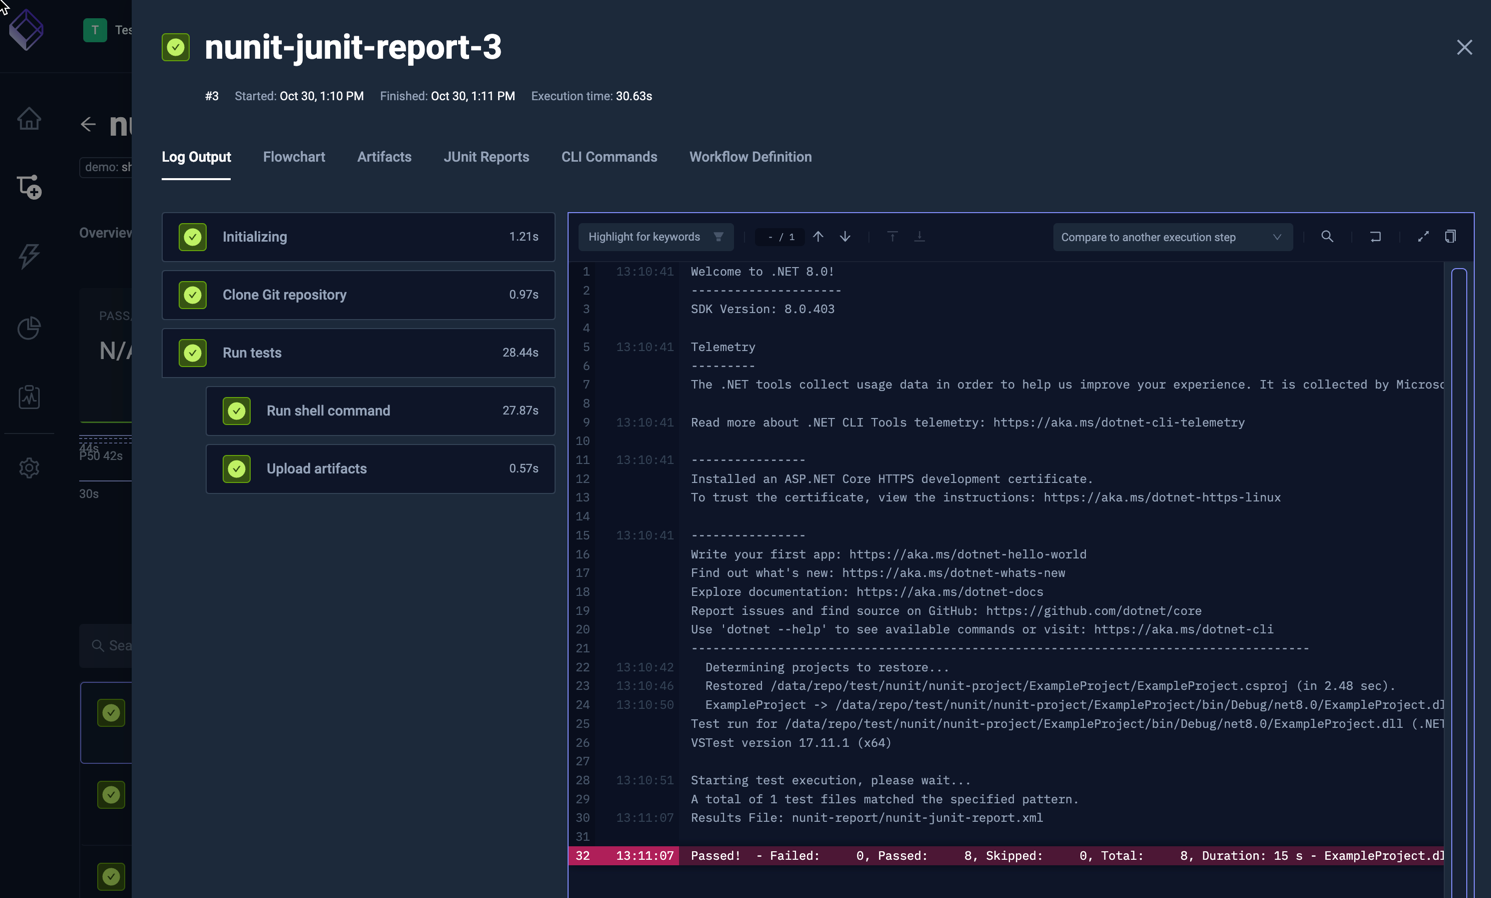 T Tes
nunit-junit-report-3
#3 Started: Oct 30, 1:10 PM Finished: Oct 30, 1:11 PM Execution time: 30.63s
nu
demo: sh
Log Output Flowchart Artifacts JUnit Reports CLI Commands Workflow Definition
Overview
PASS/
N/A
44s
P50 42s
30s
Sea
Initializing 1.21s
Clone Git repository 0.97s
Run tests 28.44s
Run shell command 27.87s
Upload artifacts 0.57s
Highlight for keywords - / 1 Compare to another execution step
1 13:10:41 Welcome to .NET 8.0!
2 ---------------------
3 SDK Version: 8.0.403
4
5 13:10:41 Telemetry
6 ---------
7 The .NET tools collect usage data in order to help us improve your experience. It is collected by Microso
8
9 13:10:41 Read more about .NET CLI Tools telemetry: https://aka.ms/dotnet-cli-telemetry
10
11 13:10:41 ----------------
12 Installed an ASP.NET Core HTTPS development certificate.
13 To trust the certificate, view the instructions: https://aka.ms/dotnet-https-linux
14
15 13:10:41 ----------------
16 Write your first app: https://aka.ms/dotnet-hello-world
17 Find out what's new: https://aka.ms/dotnet-whats-new
18 Explore documentation: https://aka.ms/dotnet-docs
19 Report issues and find source on GitHub: https://github.com/dotnet/core
20 Use 'dotnet --help' to see available commands or visit: https://aka.ms/dotnet-cli
21 --------------------------------------------------------------------------------------
22 13:10:42 Determining projects to restore...
23 13:10:46 Restored /data/repo/test/nunit/nunit-project/ExampleProject/ExampleProject.csproj (in 2.48 sec).
24 13:10:50 ExampleProject -> /data/repo/test/nunit/nunit-project/ExampleProject/bin/Debug/net8.0/ExampleProject.dl
25 Test run for /data/repo/test/nunit/nunit-project/ExampleProject/bin/Debug/net8.0/ExampleProject.dll (.NET
26 VSTest version 17.11.1 (x64)
27
28 13:10:51 Starting test execution, please wait...
29 A total of 1 test files matched the specified pattern.
30 13:11:07 Results File: nunit-report/nunit-junit-report.xml
31
32 13:11:07 Passed! - Failed: 0, Passed: 8, Skipped: 0, Total: 8, Duration: 15 s - ExampleProject.dl